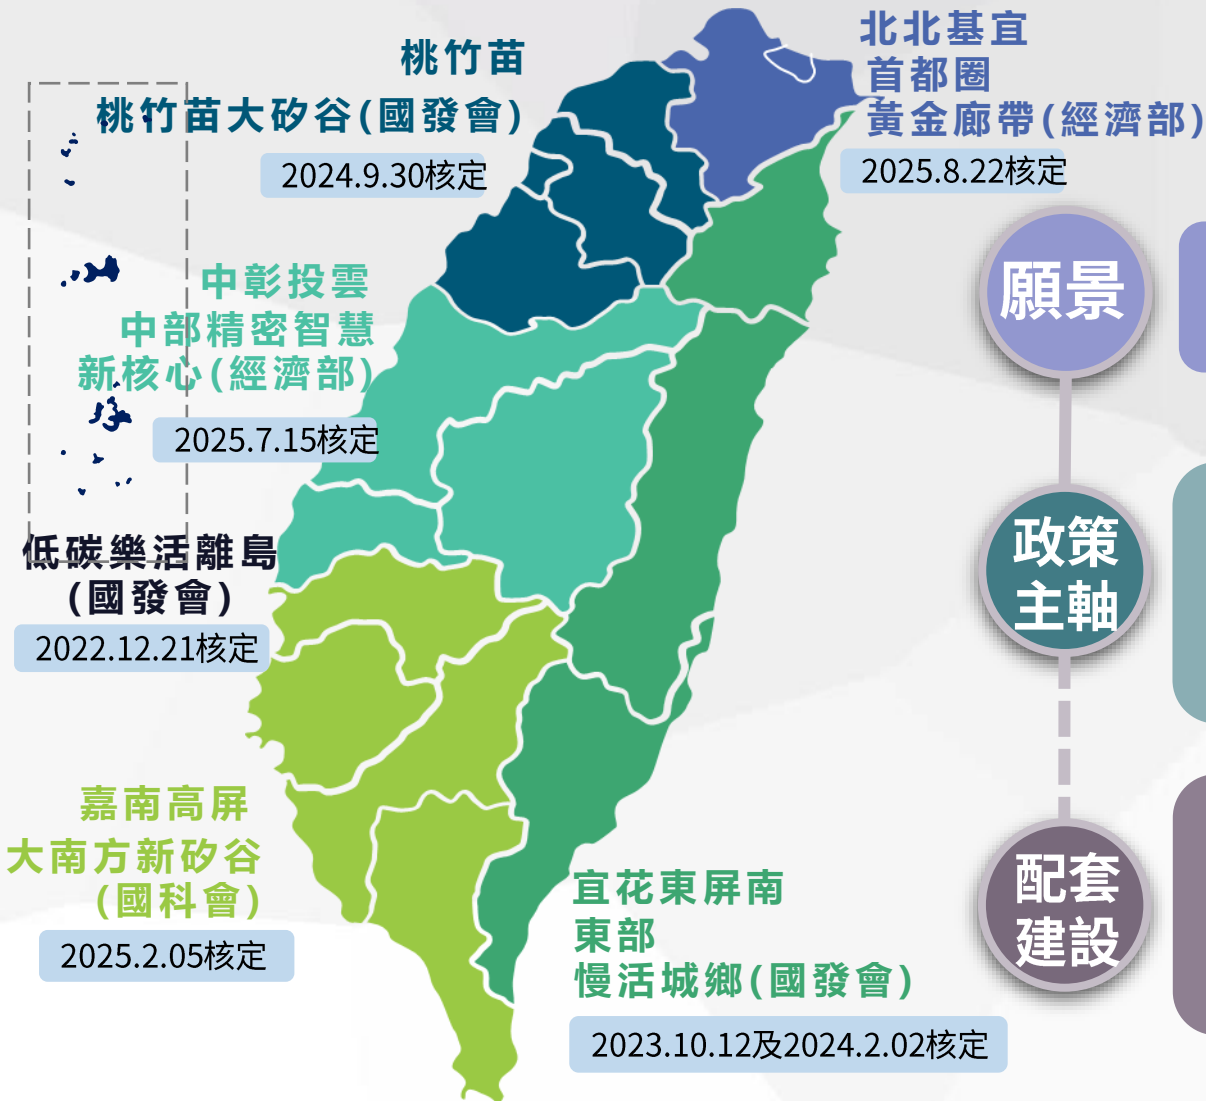 北北基宜
首都圈
黃金廊帶(經濟部)
2025.8.22核定
桃竹苗
桃竹苗大矽谷(國發會)
2024.9.30核定
中彰投雲
中部精密智慧
新核心(經濟部)
2025.7.15核定
低碳樂活離島
(國發會)
2022.12.21核定
嘉南高屏
大南方新矽谷
(國科會)
2025.2.05核定
宜花東屏南
東部
慢活城鄉(國發會)
2023.10.12及2024.2.02核定
願景
政策
主軸
配套
建設